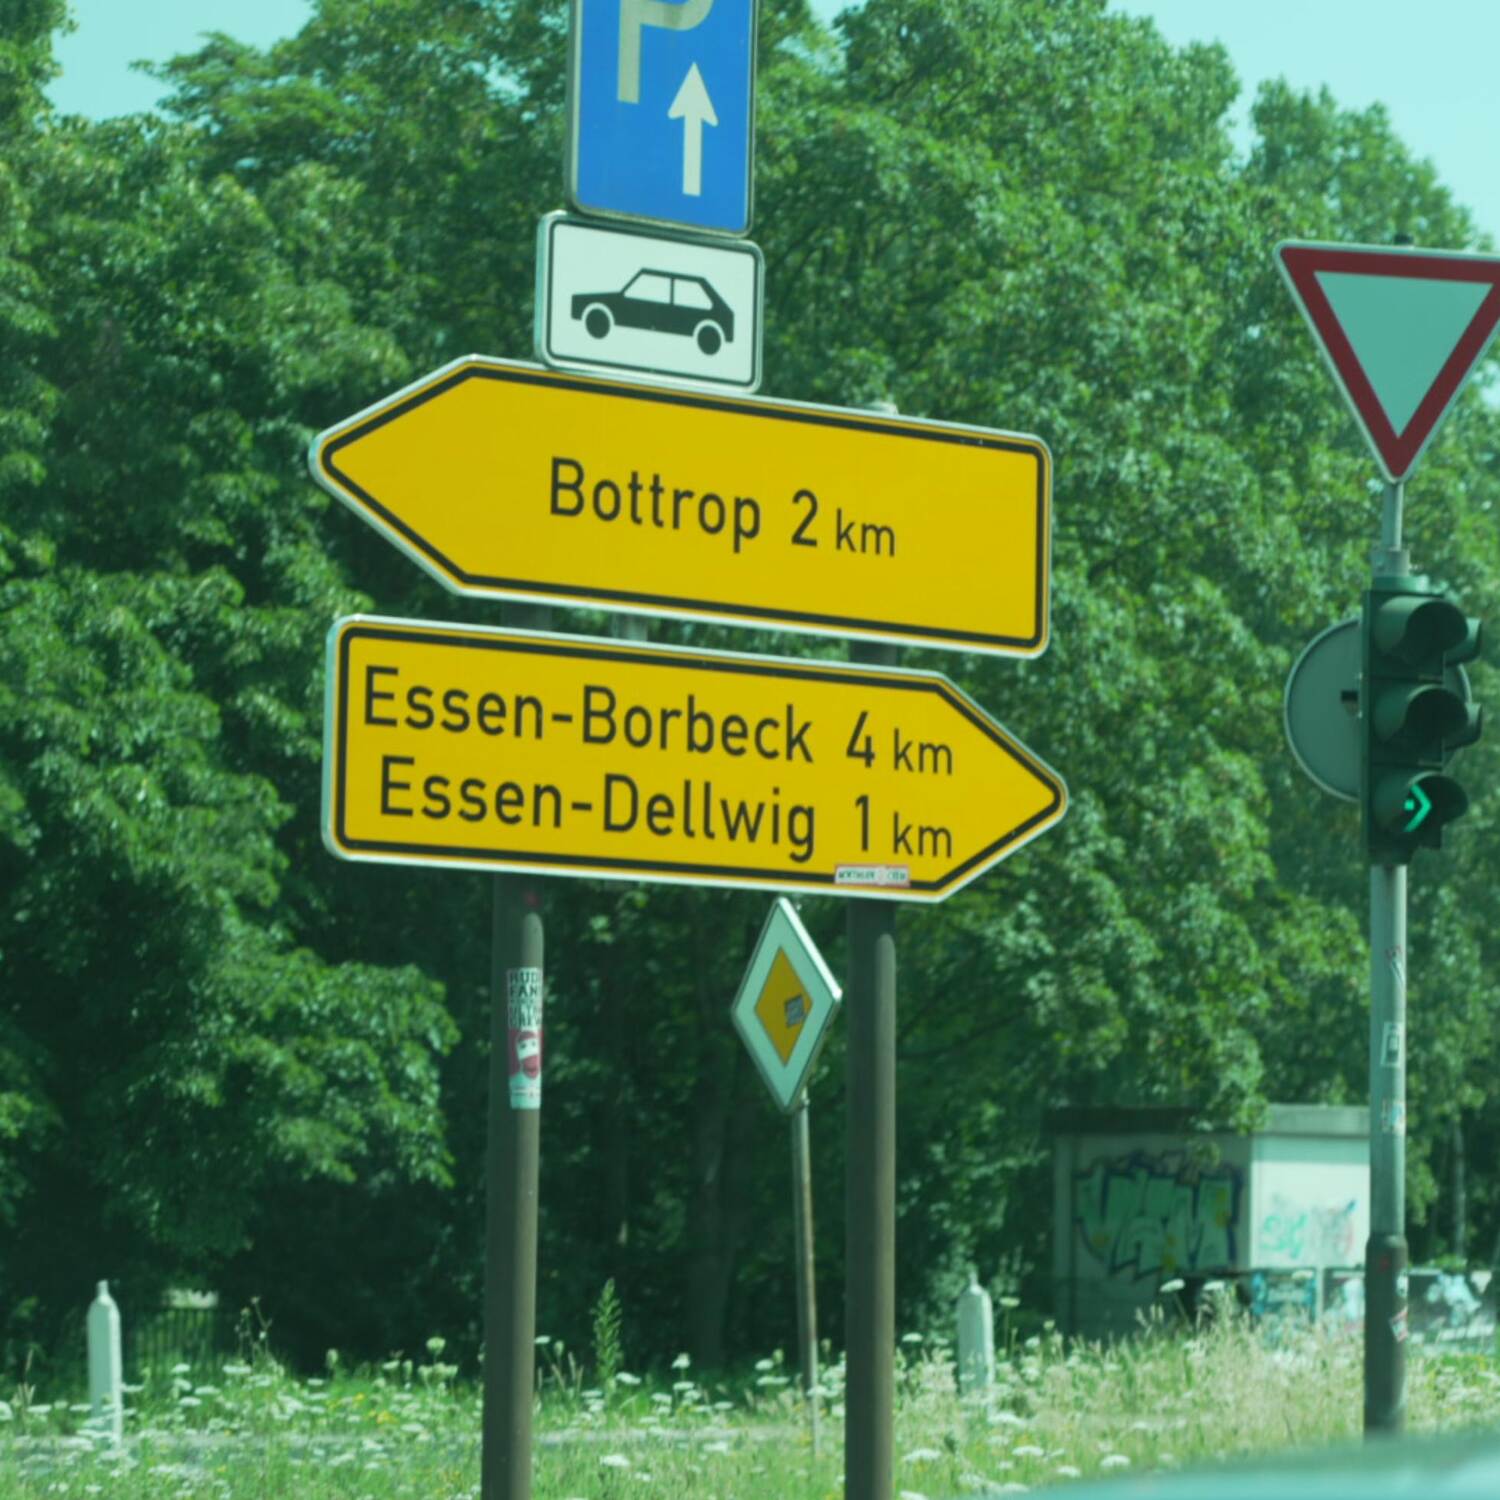 P
Bottrop 2 km
Essen-Borbeck 4 km
Essen-Dellwig 1 km